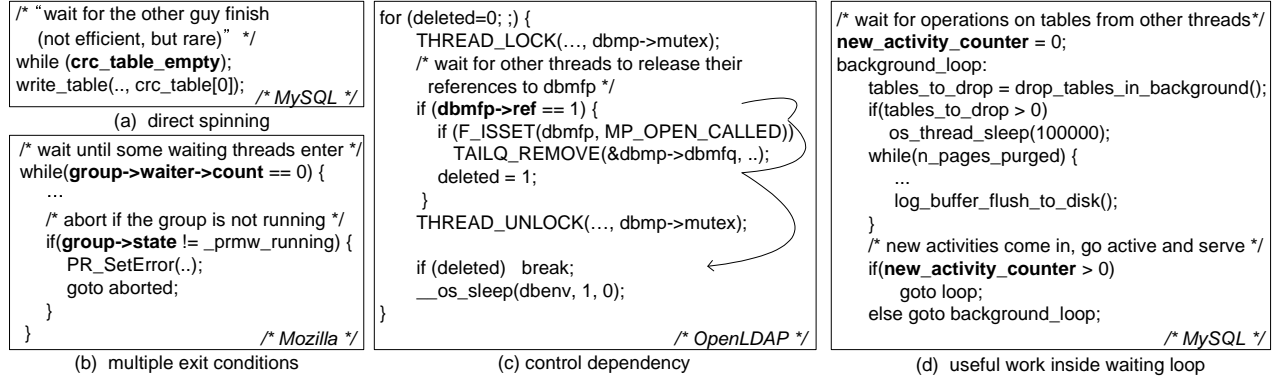 /* “wait for the other guy finish
(not efficient, but rare)” */
while (crc_table_empty);
write_table(.., crc_table[0]);
/* MySQL */
(a) direct spinning
/* wait until some waiting threads enter */
while(group->waiter->count == 0) {
...
/* abort if the group is not running */
if(group->state != _prmw_running) {
PR_SetError(..);
goto aborted;
}
}
/* Mozilla */
(b) multiple exit conditions
for (deleted=0; ;) {
THREAD_LOCK(…, dbmp->mutex);
/* wait for other threads to release their
references to dbmfp */
if (dbmfp->ref == 1) {
if (F_ISSET(dbmfp, MP_OPEN_CALLED))
TAILQ_REMOVE(&dbmp->dbmfq, ..);
deleted = 1;
}
THREAD_UNLOCK(…, dbmp->mutex);
if (deleted) break;
__os_sleep(dbenv, 1, 0);
}
/* OpenLDAP */
(c) control dependency
/* wait for operations on tables from other threads*/
new_activity_counter = 0;
background_loop:
tables_to_drop = drop_tables_in_background();
if(tables_to_drop > 0)
os_thread_sleep(100000);
while(n_pages_purged) {
...
log_buffer_flush_to_disk();
}
/* new activities come in, go active and serve */
if(new_activity_counter > 0)
goto loop;
else goto background_loop;
/* MySQL */
(d) useful work inside waiting loop